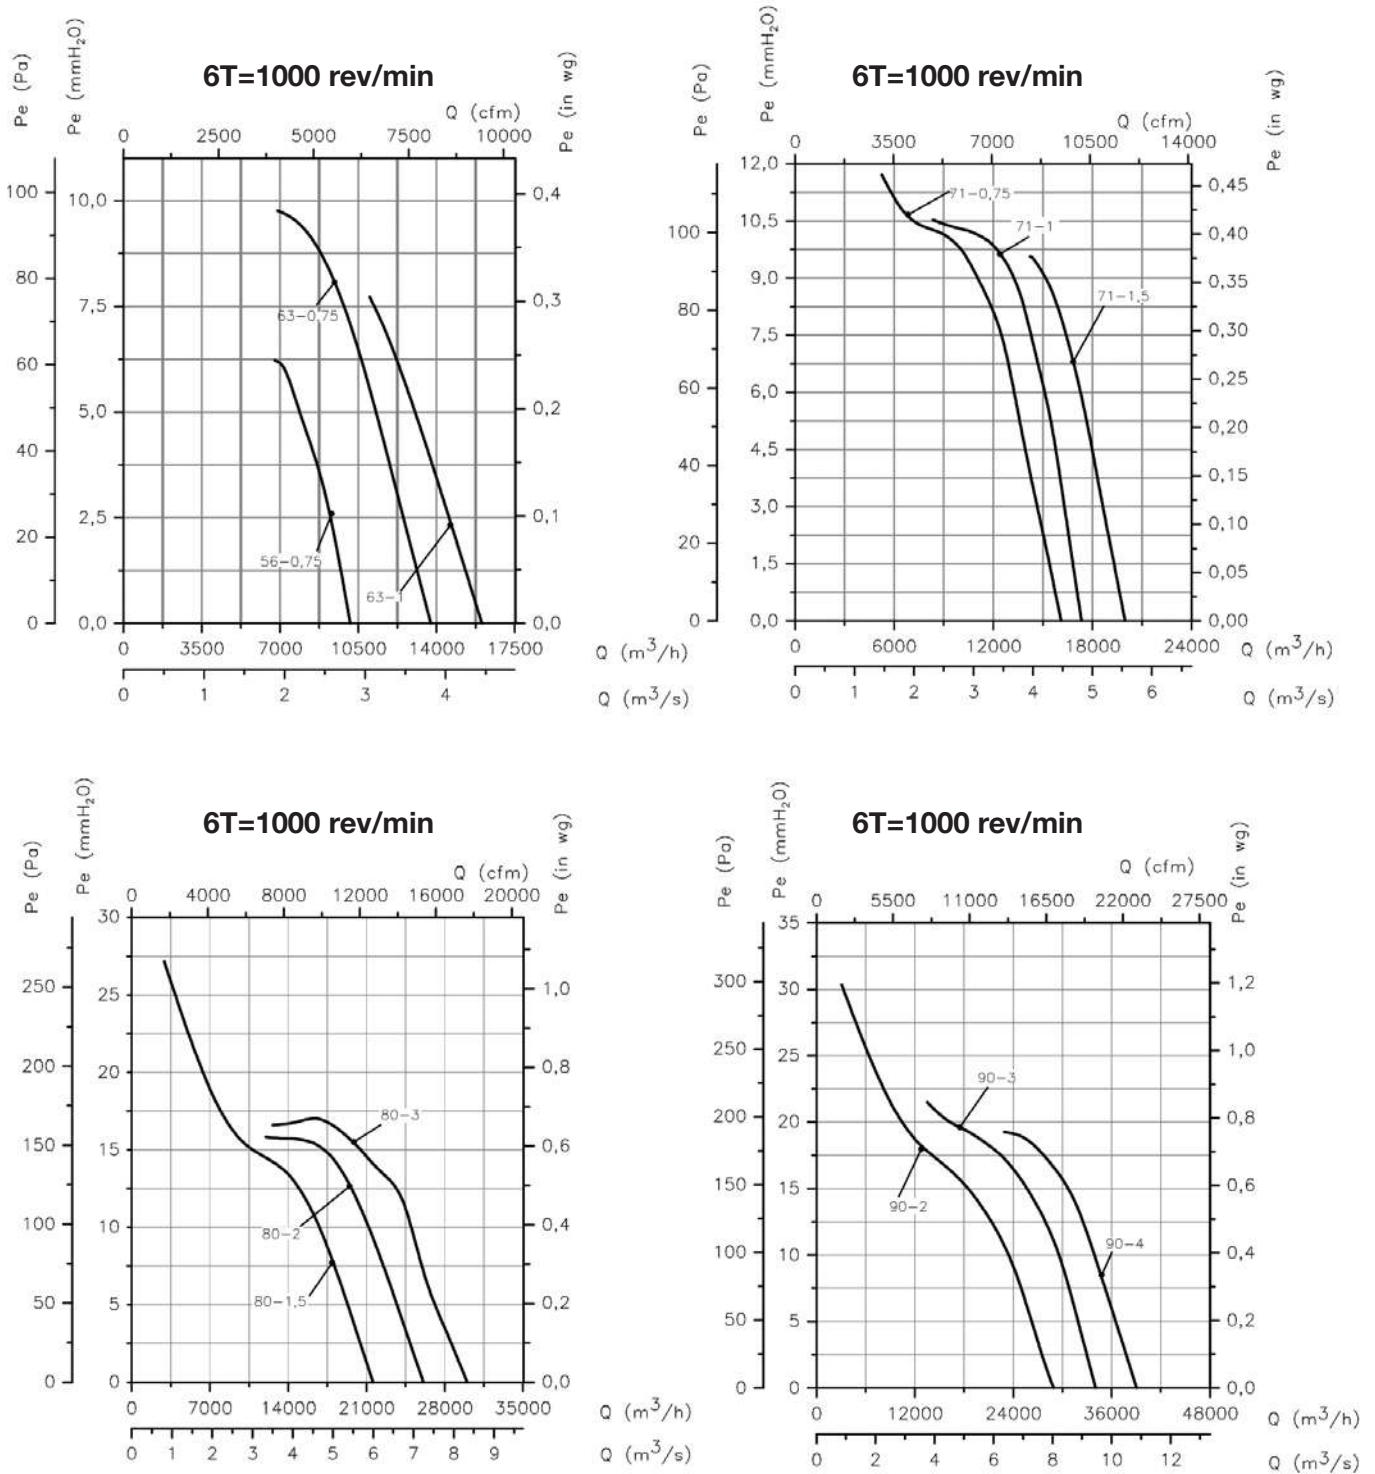 6T=1000 rev/min
Pe (Pa)
Pe (mmH2O)
Q (cfm)
Pe (in wg)
0 2500 5500 7500 10000
100
80
60
40
20
0
10,0
7,5
5,0
2,5
0,0
0,4
0,3
0,2
0,1
0,0
63-0,75
56-0,75
63-1
0 3500 7000 10500 14000 17500 Q (m³/h)
0 1 2 3 4 Q (m³/s)
6T=1000 rev/min
Pe (Pa)
Pe (mmH2O)
Q (cfm)
Pe (in wg)
0 3500 7000 10500 14000
100
80
60
40
20
0
12,0
10,5
9,0
7,5
6,0
4,5
3,0
1,5
0,0
0,45
0,40
0,35
0,30
0,25
0,20
0,15
0,10
0,05
0,00
71-0,75
71-1
71-1,5
0 6000 12000 18000 24000 Q (m³/h)
0 1 2 3 4 5 6 Q (m³/s)
6T=1000 rev/min
Pe (Pa)
Pe (mmH2O)
Q (cfm)
Pe (in wg)
0 4000 8000 12000 16000 20000
250
200
150
100
50
0
30
25
20
15
10
5
0
1,0
0,8
0,6
0,4
0,2
0,0
80-3
80-2
80-1,5
0 7000 14000 21000 28000 35000 Q (m³/h)
0 1 2 3 4 5 6 7 8 9 Q (m³/s)
6T=1000 rev/min
Pe (Pa)
Pe (mmH2O)
Q (cfm)
Pe (in wg)
0 5500 11000 16500 22000 27500
300
250
200
150
100
50
0
35
30
25
20
15
10
5
0
1,2
1,0
0,8
0,6
0,4
0,2
0,0
90-3
90-2
90-4
0 12000 24000 36000 48000 Q (m³/h)
0 2 4 6 8 10 12 Q (m³/s)